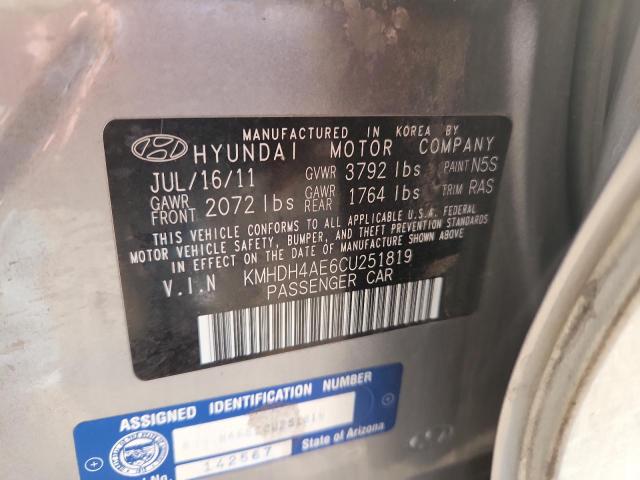 MANUFACTURED IN KOREA BY
HYUNDAI MOTOR COMPANY
JUL/16/11 GVWR 3792 lbs PAINT N5S
GAWR FRONT 2072 lbs GAWR REAR 1764 lbs TRIM RAS
THIS VEHICLE CONFORMS TO ALL APPLICABLE U.S.A. FEDERAL
MOTOR VEHICLE SAFETY, BUMPER, AND THEFT PREVENTION STANDARDS
IN EFFECT ON THE DATE OF MANUFACTURE SHOWN ABOVE
V.I.N KMHDH4AE6CU251819
PASSENGER CAR
ASSIGNED IDENTIFICATION NUMBER
State of Arizona
No. 142567